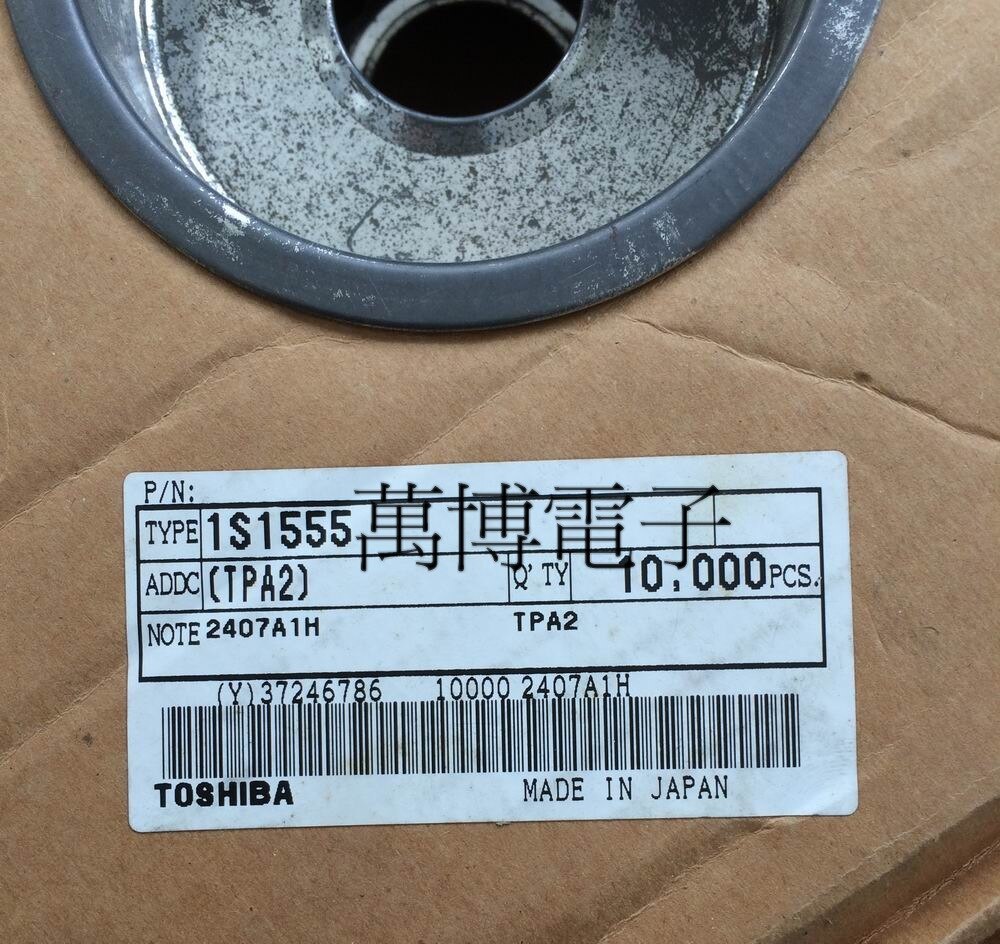 P/N:
TYPE 1S1555
萬博電子
ADDC (TPA2) Q'TY 10,000 PCS.
NOTE 2407A1H TPA2
(Y)37246786 10000 2407A1H
TOSHIBA MADE IN JAPAN